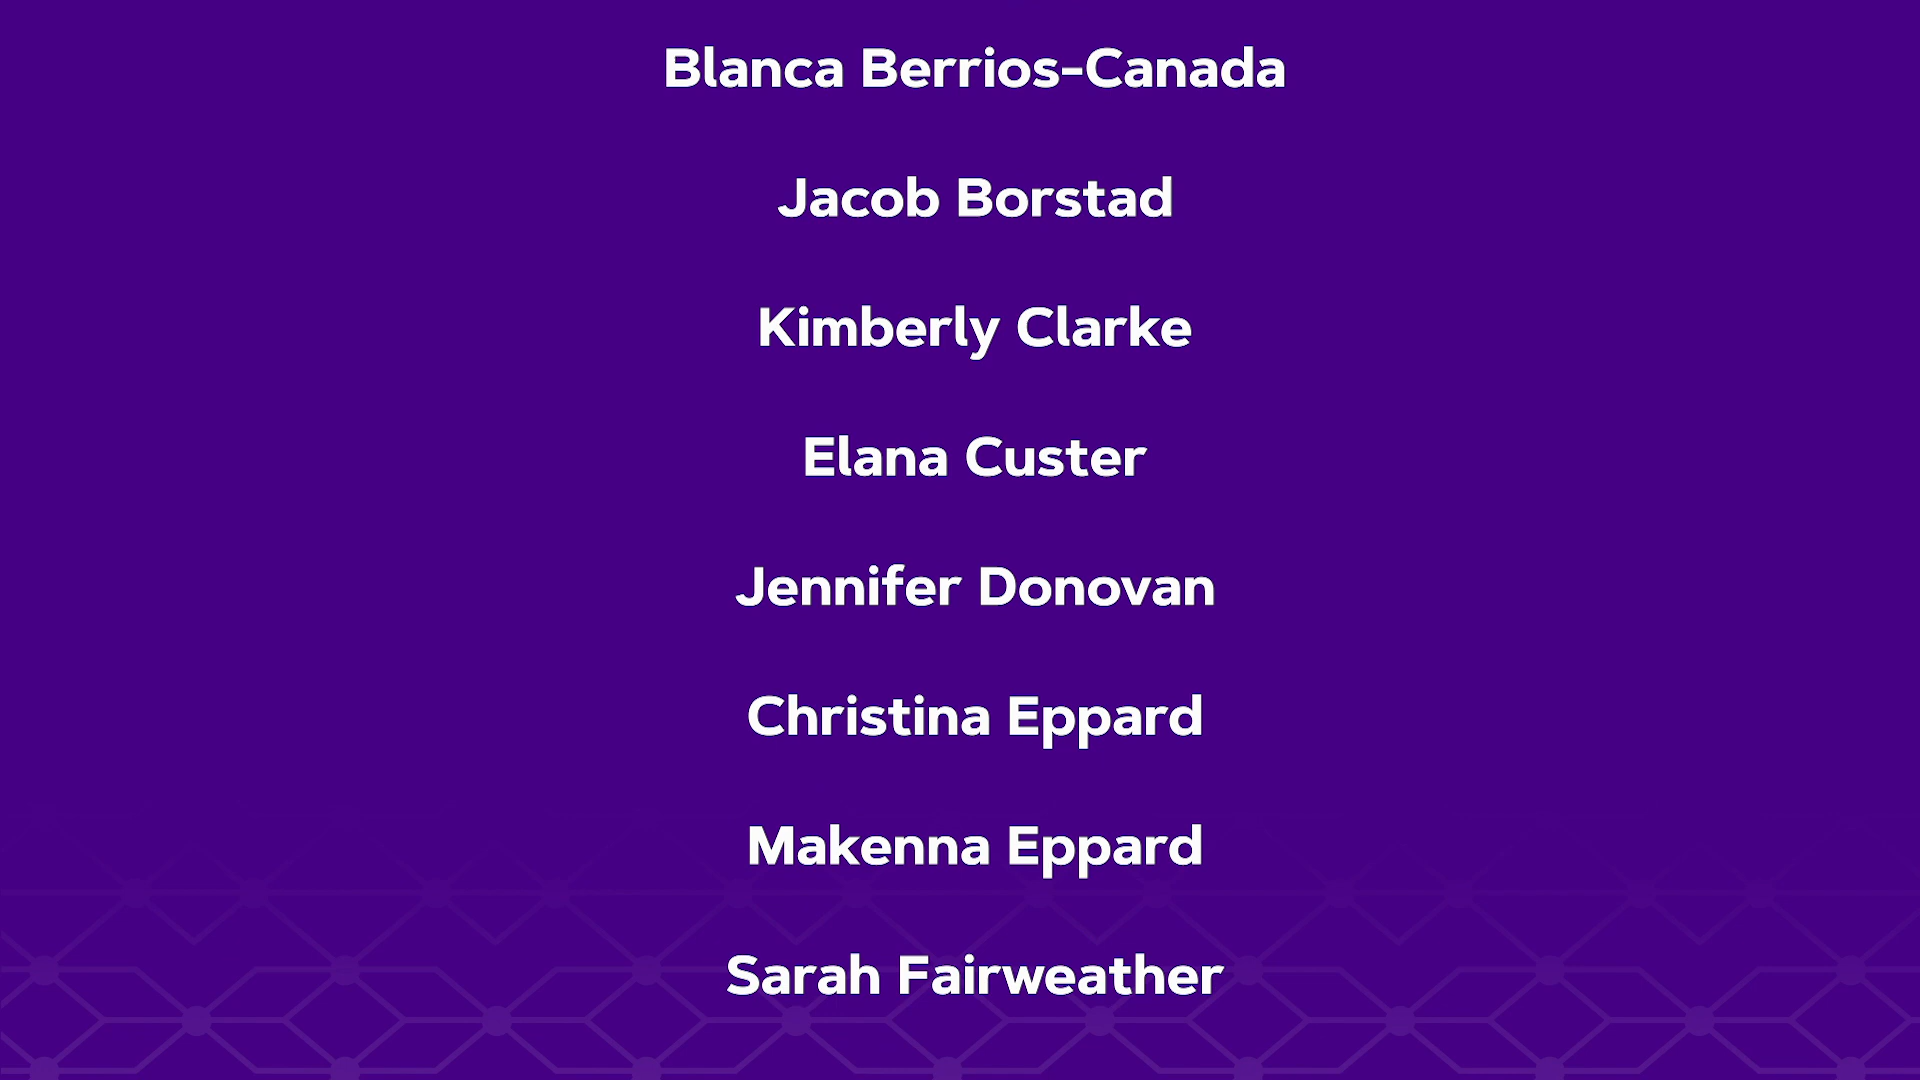 Blanca Berrios-Canada
Jacob Borstad
Kimberly Clarke
Elana Custer
Jennifer Donovan
Christina Eppard
Makenna Eppard
Sarah Fairweather